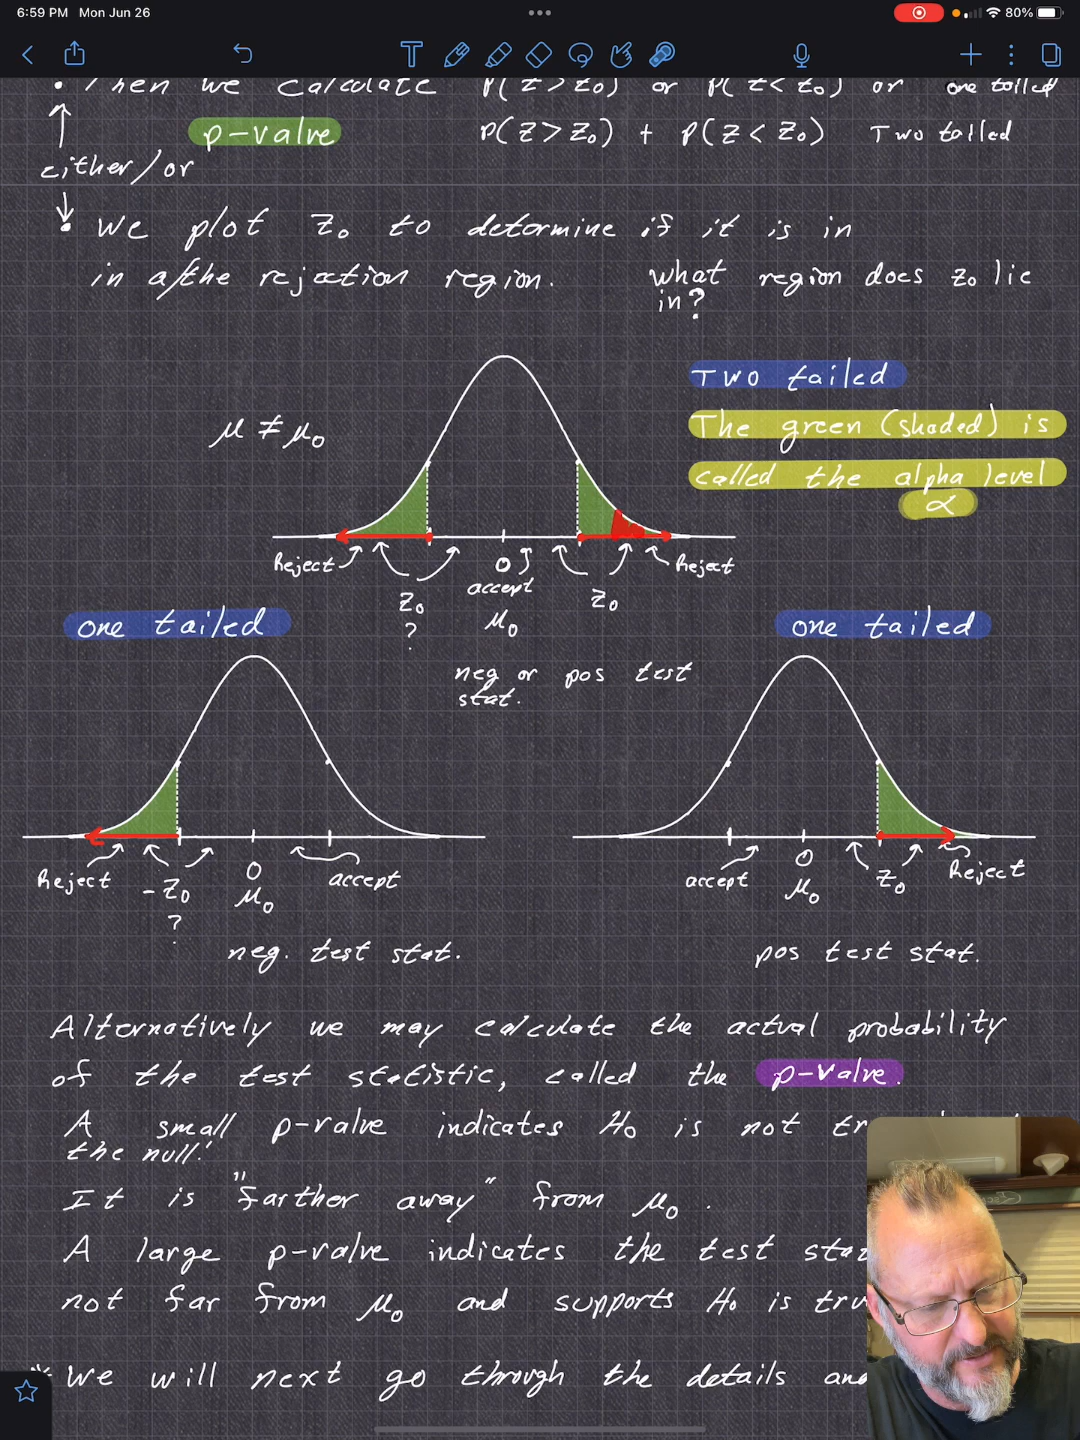 6:59 PM Mon Jun 26
80%
Then we calculate P(Z>Z₀) or P(Z<Z₀) or one tailed
p-value P(Z>Z₀) + P(Z<Z₀) Two tailed
either/or
We plot Z₀ to determine if it is in
in a/the rejection region. what region does Z₀ lie
in?
Two tailed
μ ≠ μ₀
The green (shaded) is
called the alpha level
α
Reject 0 Reject
accept
Z₀ Z₀
?
μ₀
one tailed one tailed
neg or pos test
stat.
Reject -Z₀ 0 accept
? μ₀
accept 0 Z₀ Reject
μ₀
neg. test stat. pos test stat.
Alternatively we may calculate the actual probability
of the test statistic, called the p-value.
A small p-value indicates H₀ is not
the null.
It is "farther away" from μ₀.
A large p-value indicates the test
not far from μ₀ and supports H₀ is
We will next go through the details